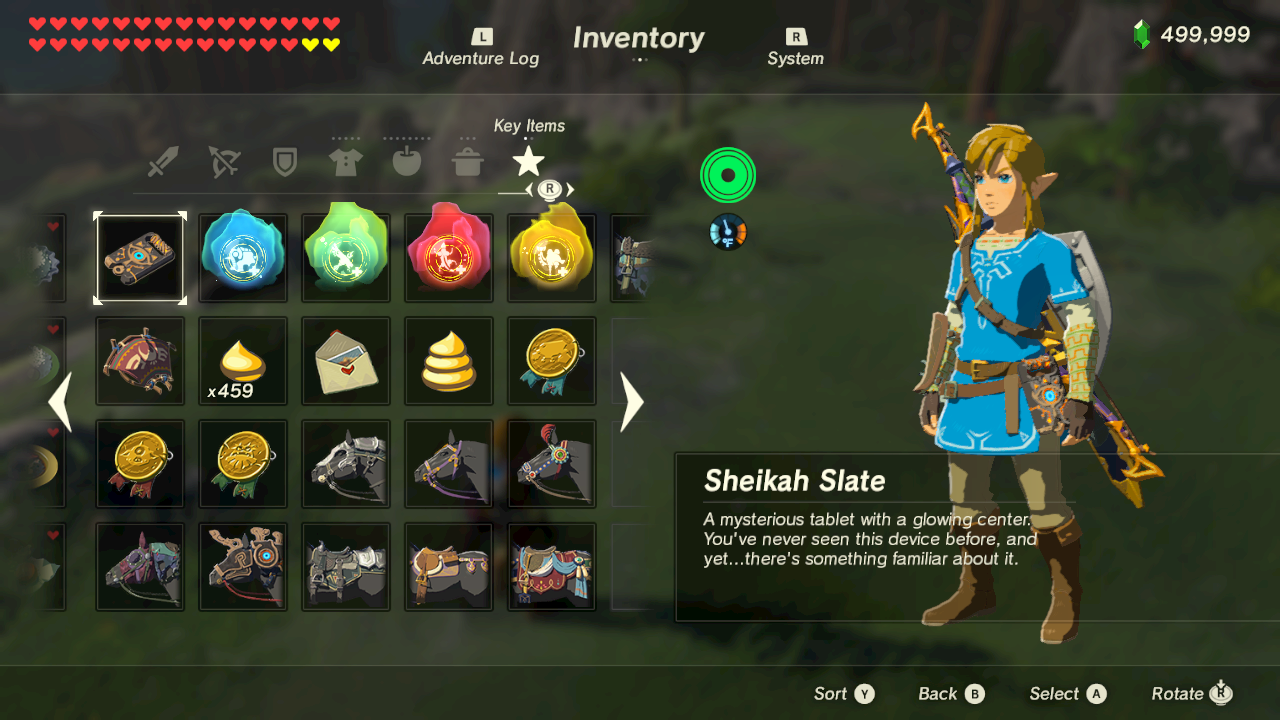 L
Adventure Log
Inventory
R
System
499,999
Key Items
R
°F
x459
Sheikah Slate
A mysterious tablet with a glowing center.
You've never seen this device before, and
yet...there's something familiar about it.
Sort Y
Back B
Select A
Rotate R